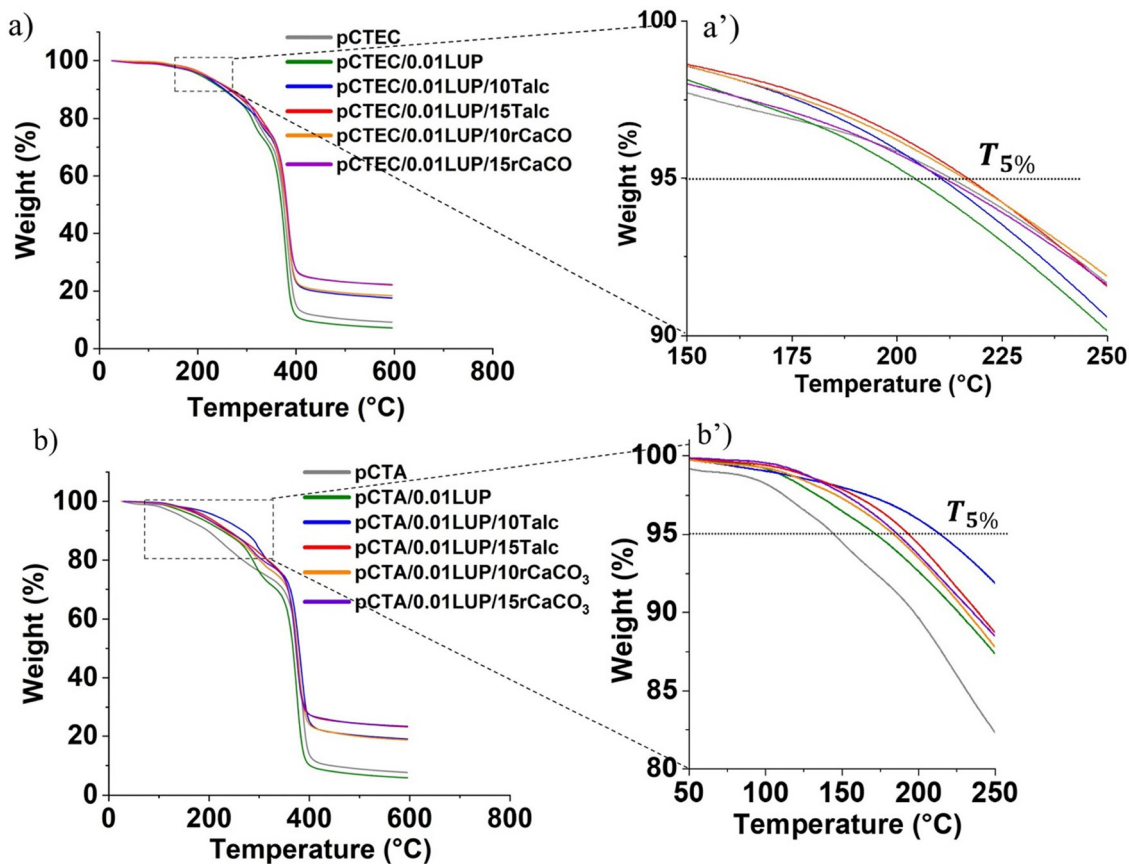 a)
pCTEC
pCTEC/0.01LUP
pCTEC/0.01LUP/10Talc
pCTEC/0.01LUP/15Talc
pCTEC/0.01LUP/10rCaCO
pCTEC/0.01LUP/15rCaCO
100
80
60
40
20
0
Weight (%)
0 200 400 600 800
Temperature (°C)
a')
100
95
90
Weight (%)
T5%
150 175 200 225 250
Temperature (°C)
b)
pCTA
pCTA/0.01LUP
pCTA/0.01LUP/10Talc
pCTA/0.01LUP/15Talc
pCTA/0.01LUP/10rCaCO₃
pCTA/0.01LUP/15rCaCO₃
100
80
60
40
20
0
Weight (%)
0 200 400 600 800
Temperature (°C)
b')
100
95
90
85
80
Weight (%)
T5%
50 100 150 200 250
Temperature (°C)